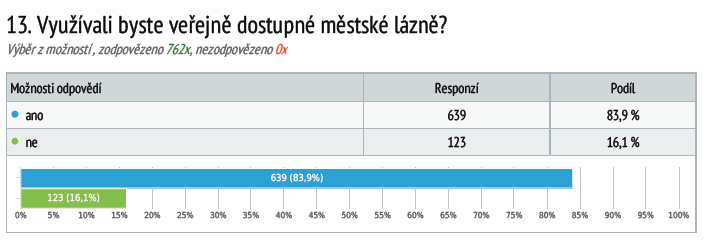 13. Využívali byste veřejně dostupné městské lázně?
Výběr z možností, zodpovězeno 762x, nezodpovězeno 0x
Možnosti odpovědí Responzí Podíl
ano 639 83,9 %
ne 123 16,1 %
639 (83,9%)
123 (16,1%)
0% 5% 10% 15% 20% 25% 30% 35% 40% 45% 50% 55% 60% 65% 70% 75% 80% 85% 90% 95% 100%